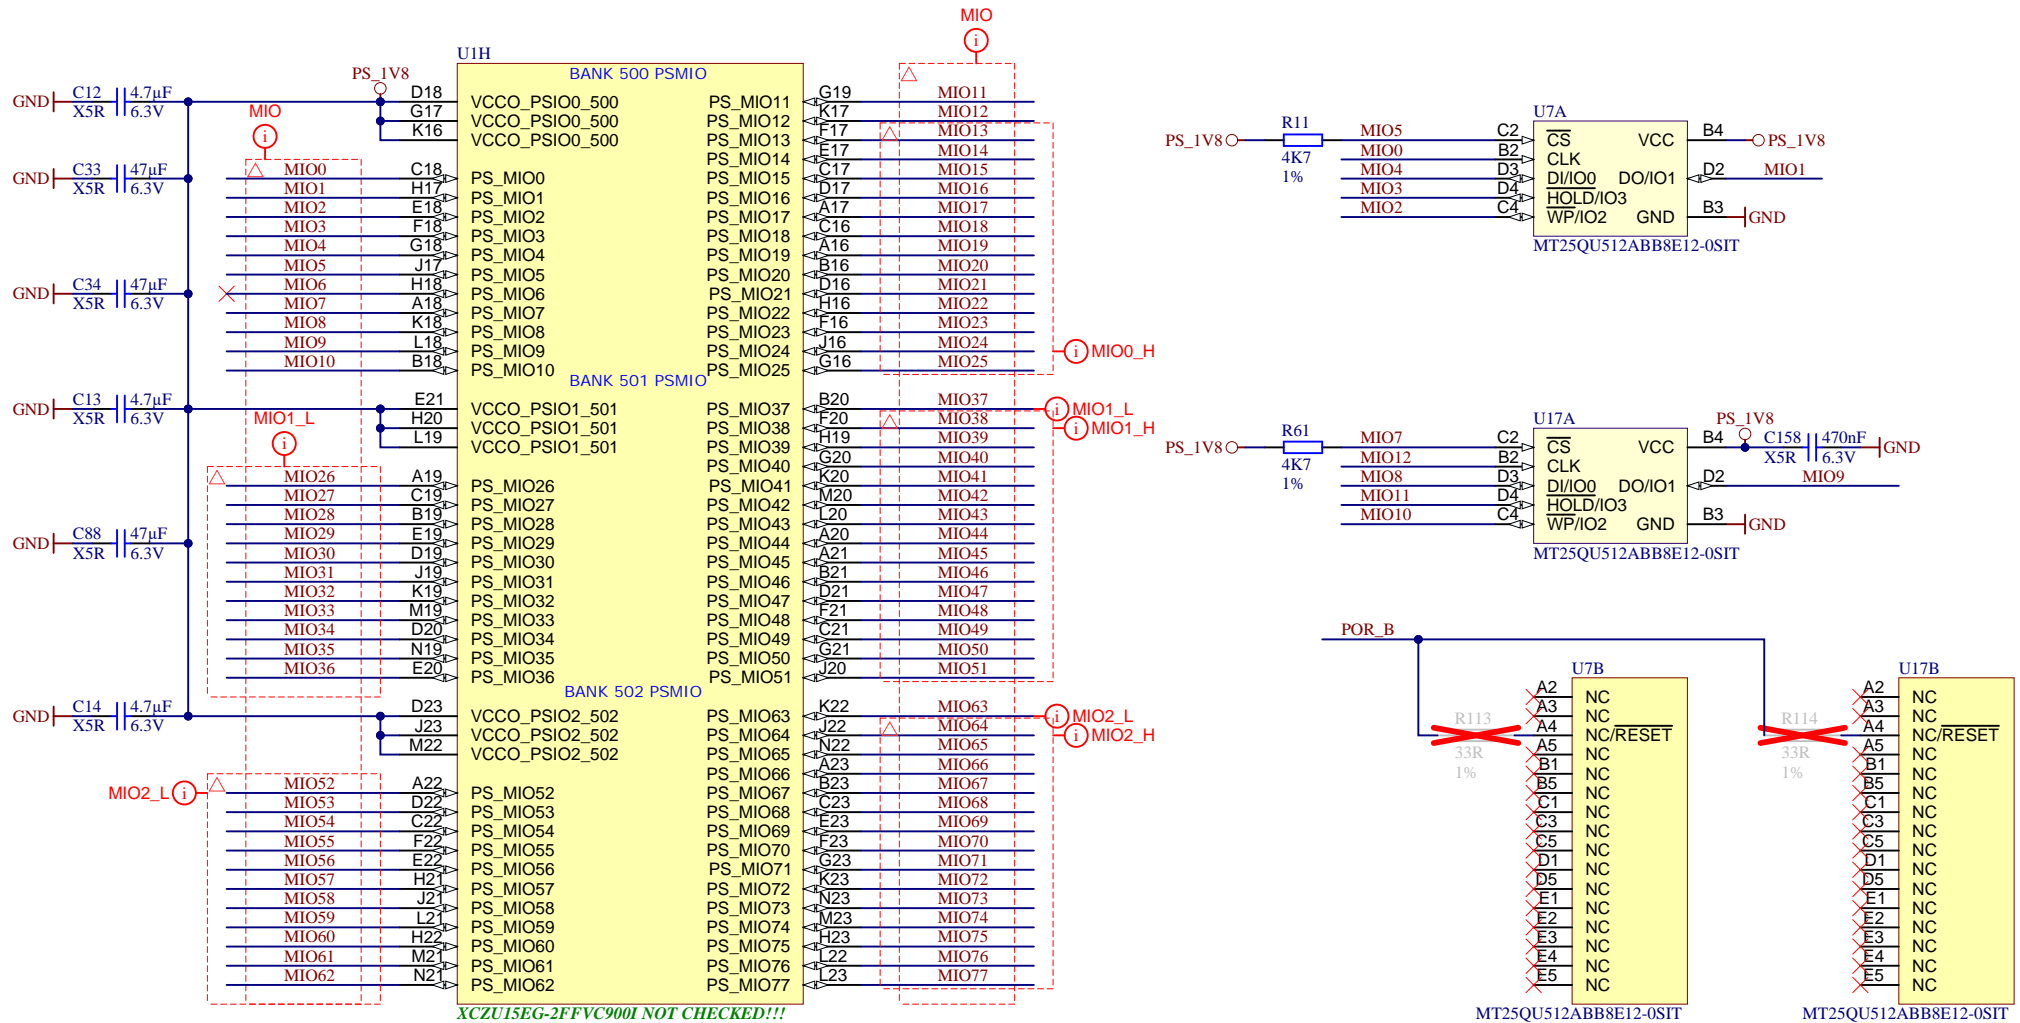 MIO
U1H
BANK 500 PSMIO
PS_1V8
GND C12 4.7µF X5R 6.3V
D18 VCCO_PSIO0_500 PS_MIO11 G19 MIO11
G17 VCCO_PSIO0_500 PS_MIO12 K17 MIO12
K16 VCCO_PSIO0_500 PS_MIO13 F17 MIO13
MIO
PS_MIO14 E17 MIO14
GND C33 47µF X5R 6.3V
MIO0 C18 PS_MIO0 PS_MIO15 C17 MIO15
MIO1 H17 PS_MIO1 PS_MIO16 D17 MIO16
MIO2 E18 PS_MIO2 PS_MIO17 A17 MIO17
MIO3 F18 PS_MIO3 PS_MIO18 C16 MIO18
MIO4 G18 PS_MIO4 PS_MIO19 A16 MIO19
MIO5 J17 PS_MIO5 PS_MIO20 B16 MIO20
GND C34 47µF X5R 6.3V
MIO6 H18 PS_MIO6 PS_MIO21 D16 MIO21
MIO7 A18 PS_MIO7 PS_MIO22 H16 MIO22
MIO8 K18 PS_MIO8 PS_MIO23 F16 MIO23
MIO9 L18 PS_MIO9 PS_MIO24 J16 MIO24
MIO0_H
MIO10 B18 PS_MIO10 PS_MIO25 G16 MIO25
BANK 501 PSMIO
GND C13 4.7µF X5R 6.3V
E21 VCCO_PSIO1_501 PS_MIO37 B20 MIO37
MIO1_L
H20 VCCO_PSIO1_501 PS_MIO38 F20 MIO38
MIO1_H
L19 VCCO_PSIO1_501 PS_MIO39 H19 MIO39
MIO1_L
PS_MIO40 G20 MIO40
MIO26 A19 PS_MIO26 PS_MIO41 K20 MIO41
MIO27 C19 PS_MIO27 PS_MIO42 M20 MIO42
MIO28 B19 PS_MIO28 PS_MIO43 L20 MIO43
GND C88 47µF X5R 6.3V
MIO29 E19 PS_MIO29 PS_MIO44 A20 MIO44
MIO30 D19 PS_MIO30 PS_MIO45 A21 MIO45
MIO31 J19 PS_MIO31 PS_MIO46 B21 MIO46
MIO32 K19 PS_MIO32 PS_MIO47 D21 MIO47
MIO33 M19 PS_MIO33 PS_MIO48 F21 MIO48
MIO34 D20 PS_MIO34 PS_MIO49 C21 MIO49
MIO35 N19 PS_MIO35 PS_MIO50 G21 MIO50
MIO36 E20 PS_MIO36 PS_MIO51 J20 MIO51
BANK 502 PSMIO
GND C14 4.7µF X5R 6.3V
D23 VCCO_PSIO2_502 PS_MIO63 K22 MIO63
MIO2_L
J23 VCCO_PSIO2_502 PS_MIO64 J22 MIO64
MIO2_H
M22 VCCO_PSIO2_502 PS_MIO65 N22 MIO65
PS_MIO66 A23 MIO66
MIO2_L
MIO52 A22 PS_MIO52 PS_MIO67 B23 MIO67
MIO53 D22 PS_MIO53 PS_MIO68 C23 MIO68
MIO54 C22 PS_MIO54 PS_MIO69 E23 MIO69
MIO55 F22 PS_MIO55 PS_MIO70 F23 MIO70
MIO56 E22 PS_MIO56 PS_MIO71 G23 MIO71
MIO57 H21 PS_MIO57 PS_MIO72 K23 MIO72
MIO58 J21 PS_MIO58 PS_MIO73 N23 MIO73
MIO59 L21 PS_MIO59 PS_MIO74 M23 MIO74
MIO60 H22 PS_MIO60 PS_MIO75 H23 MIO75
MIO61 M21 PS_MIO61 PS_MIO76 L22 MIO76
MIO62 N21 PS_MIO62 PS_MIO77 L23 MIO77
XCZU15EG-2FFVC900I NOT CHECKED!!!
U7A
PS_1V8 R11 4K7 1%
MIO5 C2 CS VCC B4 PS_1V8
MIO0 B2 CLK
MIO4 D3 DI/IO0 DO/IO1 D2 MIO1
MIO3 D4 HOLD/IO3
MIO2 C4 WP/IO2 GND B3 GND
MT25QU512ABB8E12-0SIT
U17A
PS_1V8 R61 4K7 1%
PS_1V8
MIO7 C2 CS VCC B4 C158 470nF X5R 6.3V GND
MIO12 B2 CLK
MIO8 D3 DI/IO0 DO/IO1 D2 MIO9
MIO11 D4 HOLD/IO3
MIO10 C4 WP/IO2 GND B3 GND
MT25QU512ABB8E12-0SIT
POR_B
U7B
A2 NC
A3 NC
R113 33R 1%
A4 NC/RESET
A5 NC
B1 NC
B5 NC
C1 NC
C3 NC
C5 NC
D1 NC
D5 NC
E1 NC
E2 NC
E3 NC
E4 NC
E5 NC
MT25QU512ABB8E12-0SIT
U17B
A2 NC
A3 NC
R114 33R 1%
A4 NC/RESET
A5 NC
B1 NC
B5 NC
C1 NC
C3 NC
C5 NC
D1 NC
D5 NC
E1 NC
E2 NC
E3 NC
E4 NC
E5 NC
MT25QU512ABB8E12-0SIT